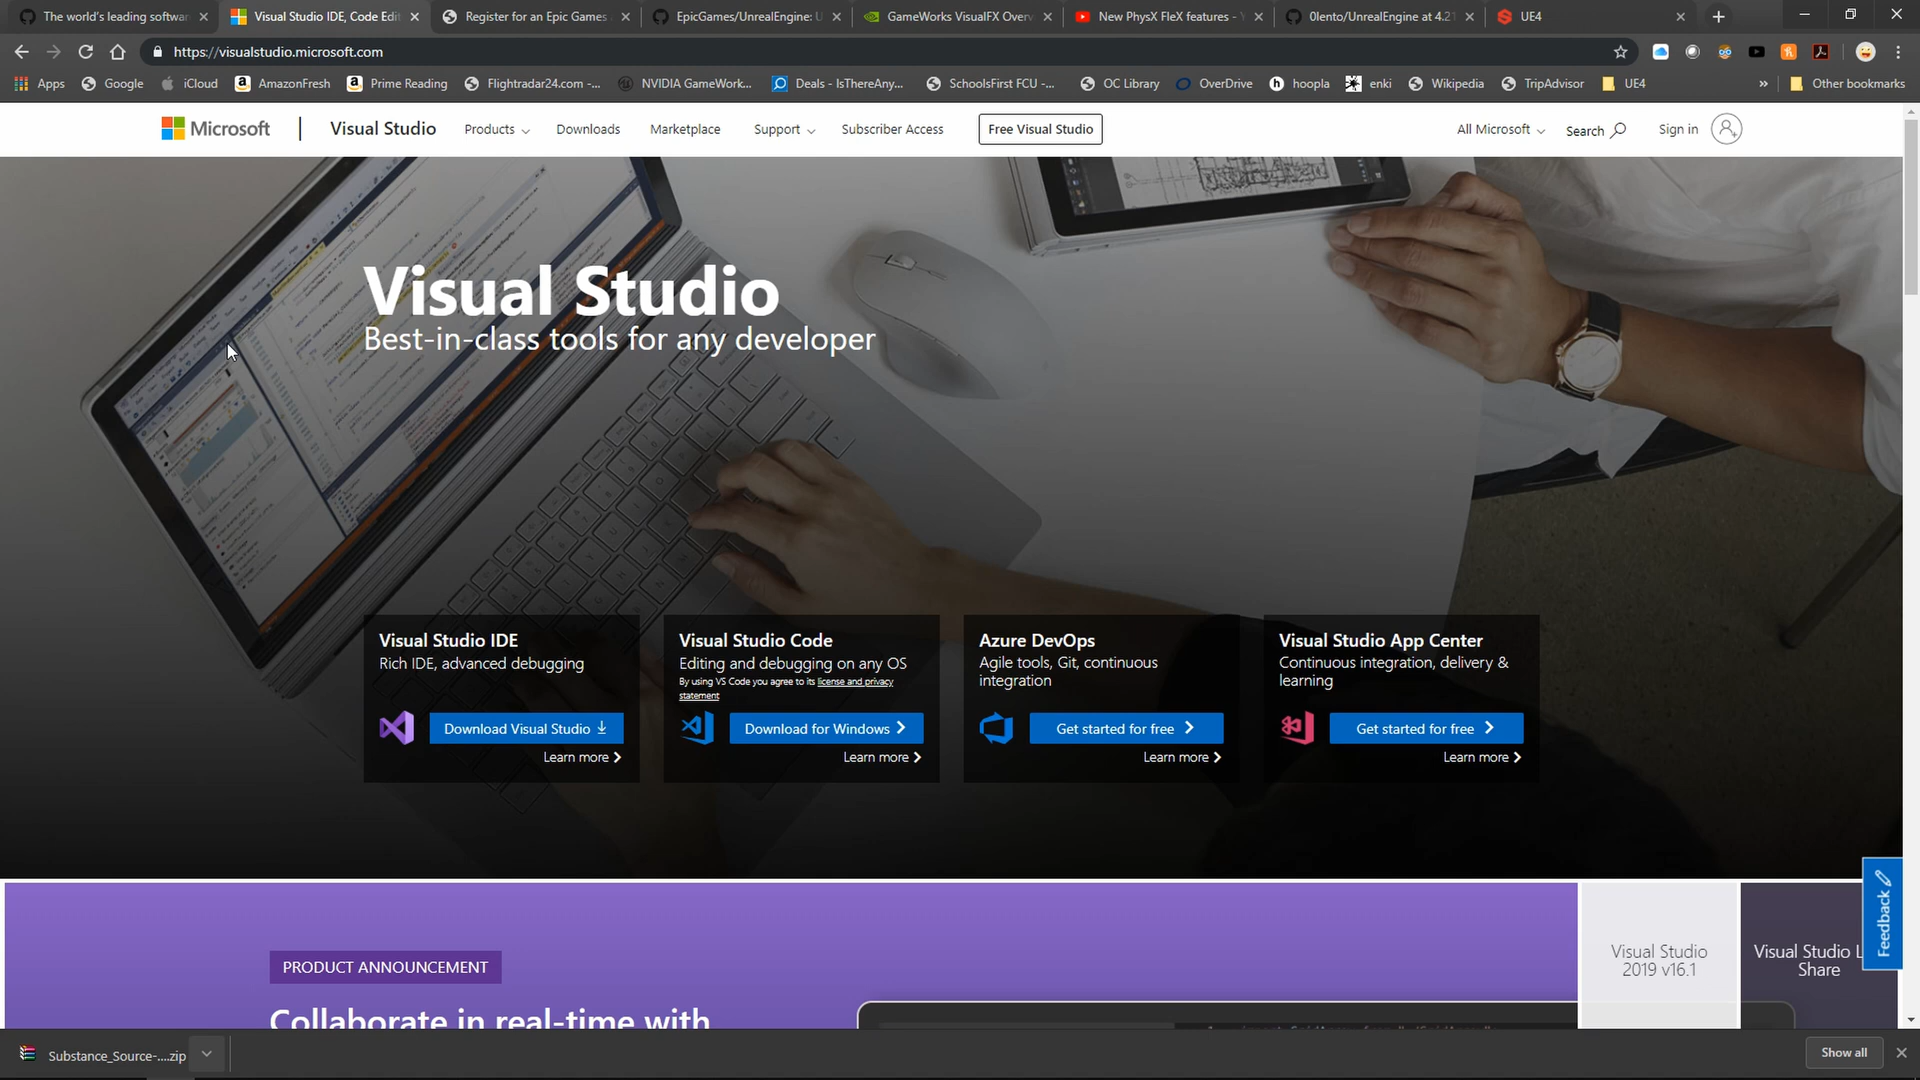 The world's leading softwar
Visual Studio IDE, Code Edit
Register for an Epic Games
EpicGames/UnrealEngine: U
GameWorks VisualFX Overv
New PhysX FleX features - Y
0lento/UnrealEngine at 4.21
UE4
https://visualstudio.microsoft.com
Apps
Google
iCloud
AmazonFresh
Prime Reading
Flightradar24.com -...
NVIDIA GameWork...
Deals - IsThereAny...
SchoolsFirst FCU -...
OC Library
OverDrive
hoopla
enki
Wikipedia
TripAdvisor
UE4
»
Other bookmarks
Microsoft
Visual Studio
Products
Downloads
Marketplace
Support
Subscriber Access
Free Visual Studio
All Microsoft
Search
Sign in
Visual Studio
Best-in-class tools for any developer
Visual Studio IDE
Rich IDE, advanced debugging
Download Visual Studio
Learn more
Visual Studio Code
Editing and debugging on any OS
By using VS Code you agree to its license and privacy
statement
Download for Windows
Learn more
Azure DevOps
Agile tools, Git, continuous
integration
Get started for free
Learn more
Visual Studio App Center
Continuous integration, delivery &
learning
Get started for free
Learn more
Feedback
PRODUCT ANNOUNCEMENT
Collaborate in real-time with
Visual Studio
2019 v16.1
Visual Studio L
Share
Substance_Source-....zip
Show all